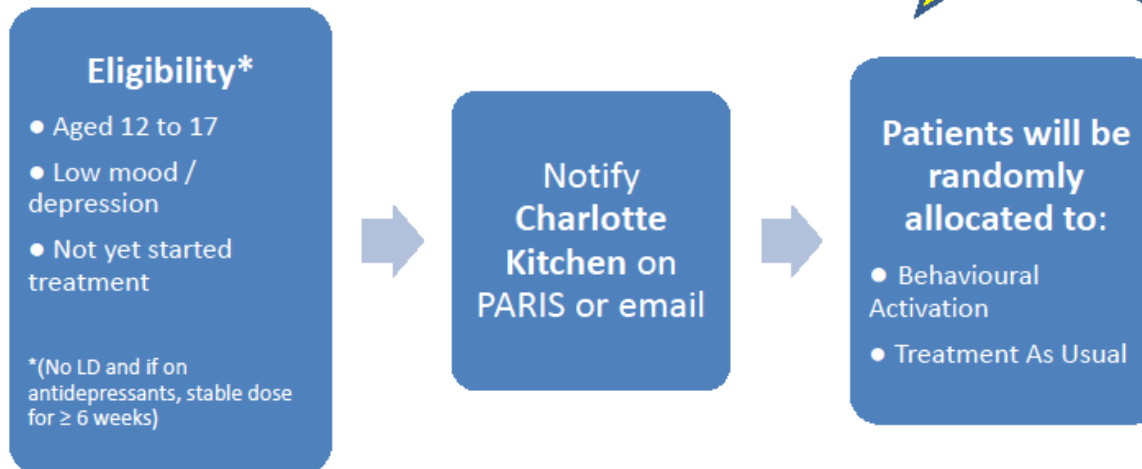 Eligibility*
● Aged 12 to 17
● Low mood /
depression
● Not yet started
treatment
*(No LD and if on
antidepressants, stable dose
for ≥ 6 weeks)
Notify
Charlotte
Kitchen on
PARIS or email
Patients will be
randomly
allocated to:
● Behavioural
Activation
● Treatment As Usual